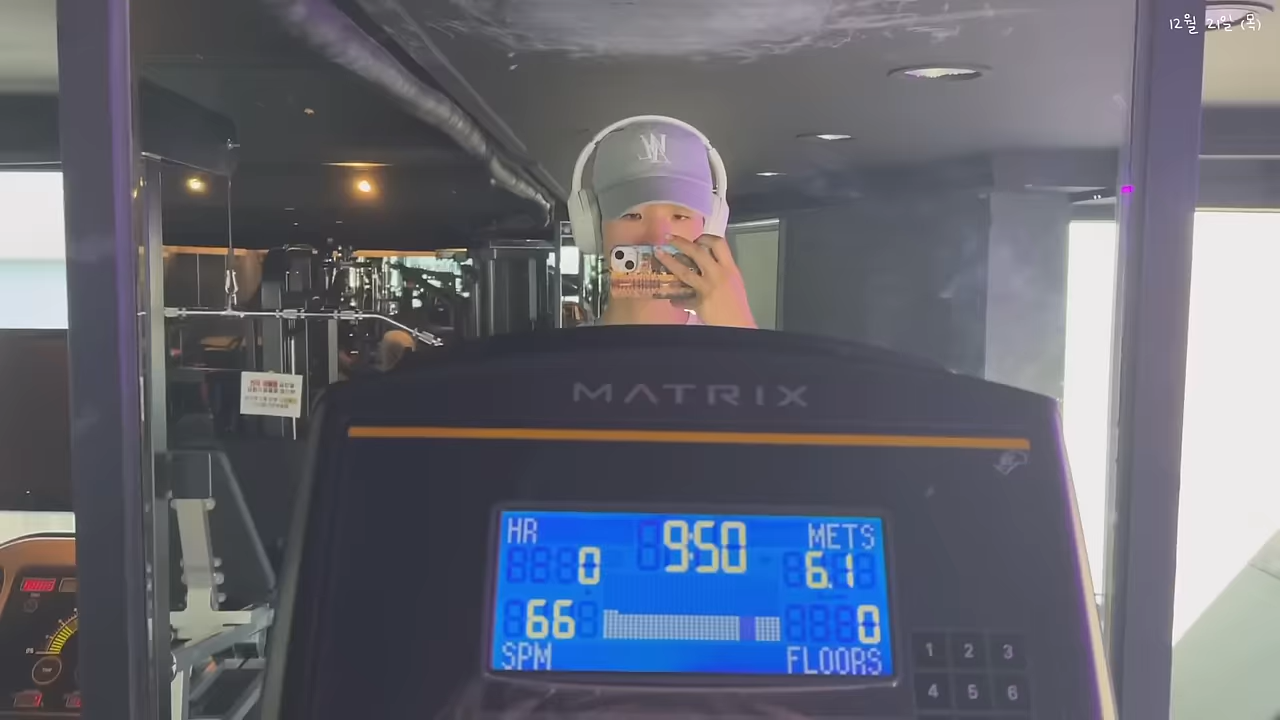 12월 21일 (목)
MATRIX
HR 9:50 METS
0 6.1
66 0
SPM FLOORS
1 2 3
4 5 6